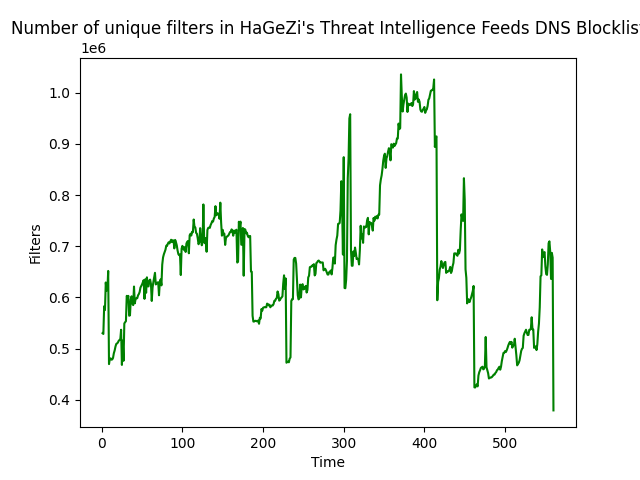 Number of unique filters in HaGeZi's Threat Intelligence Feeds DNS Blocklis
1e6
1.0
0.9
0.8
0.7
0.6
0.5
0.4
Filters
0 100 200 300 400 500
Time